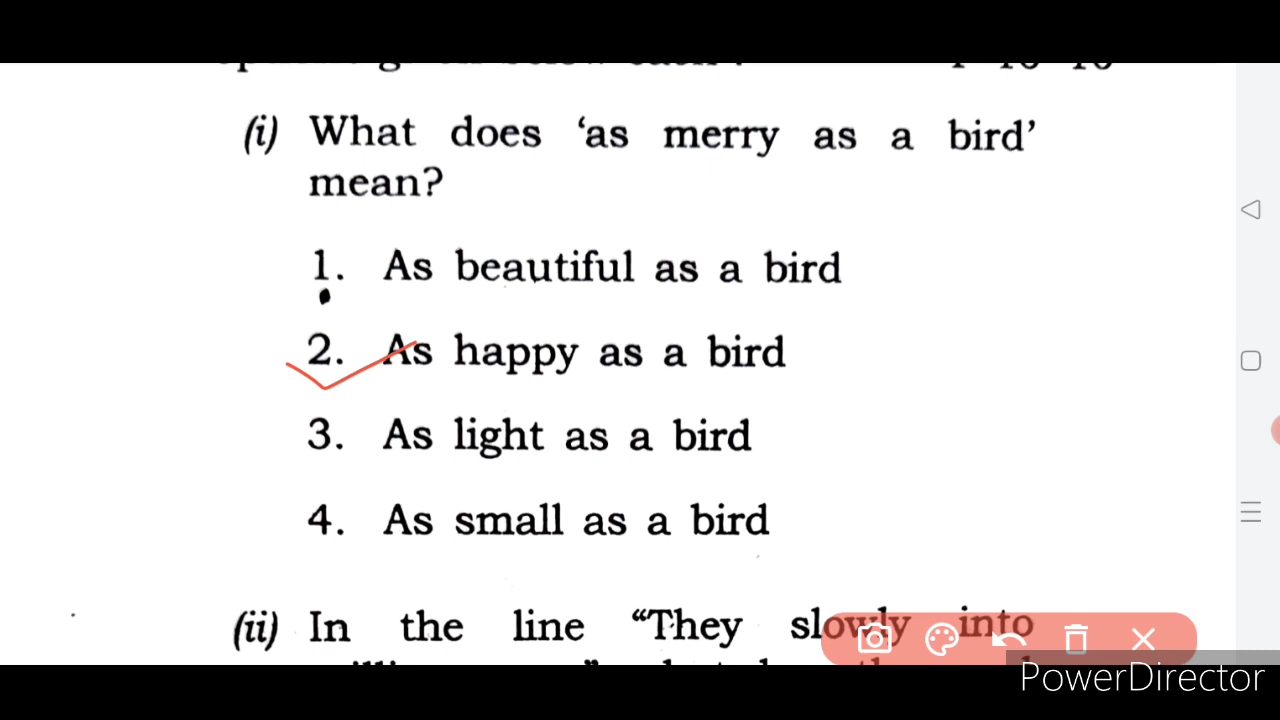 (i) What does ‘as merry as a bird’
mean?
1. As beautiful as a bird
2. As happy as a bird
3. As light as a bird
4. As small as a bird
(ii) In the line “They slowly into
PowerDirector